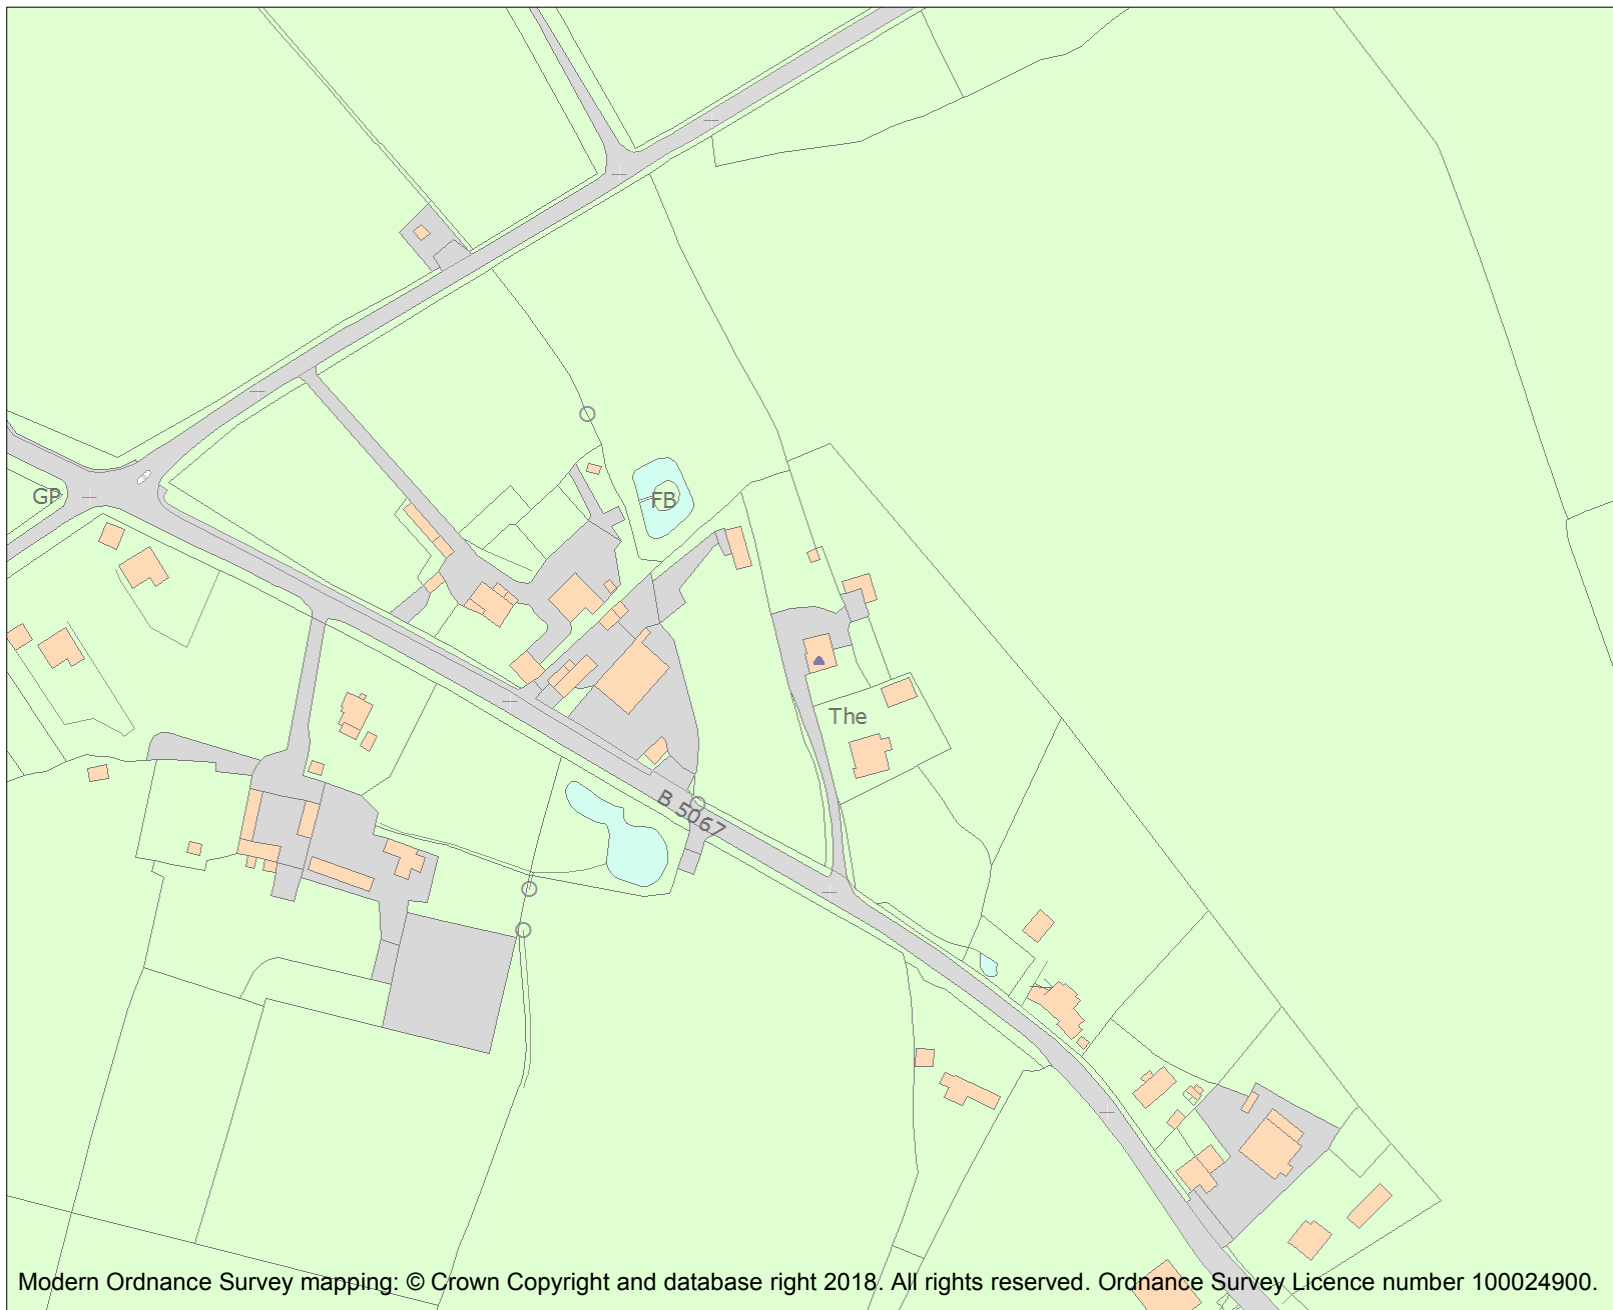 GP
FB
The
B 5067
Modern Ordnance Survey mapping: © Crown Copyright and database right 2018. All rights reserved. Ordnance Survey Licence number 100024900.